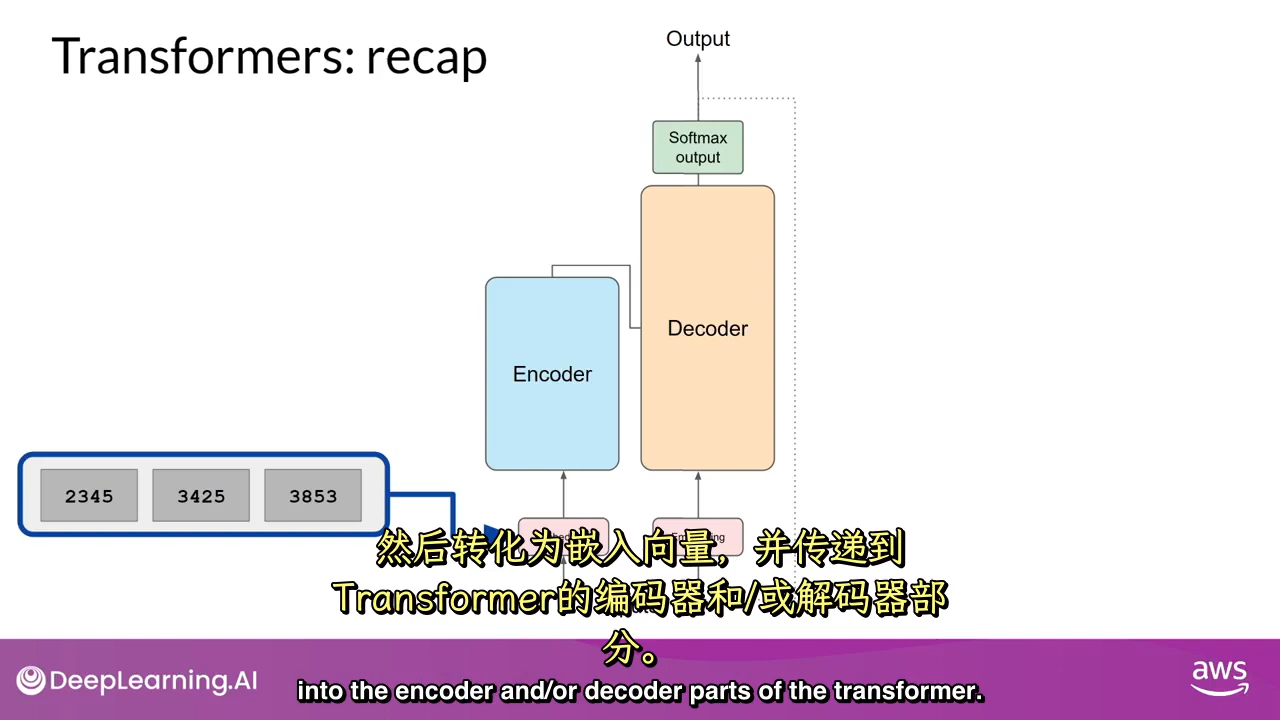 Transformers: recap
Output
Softmax
output
Decoder
Encoder
2345 3425 3853
然后转化为嵌入向量，并传递到
Transformer的编码器和/或解码器部
分。
DeepLearning.AI
into the encoder and/or decoder parts of the transformer.
aws